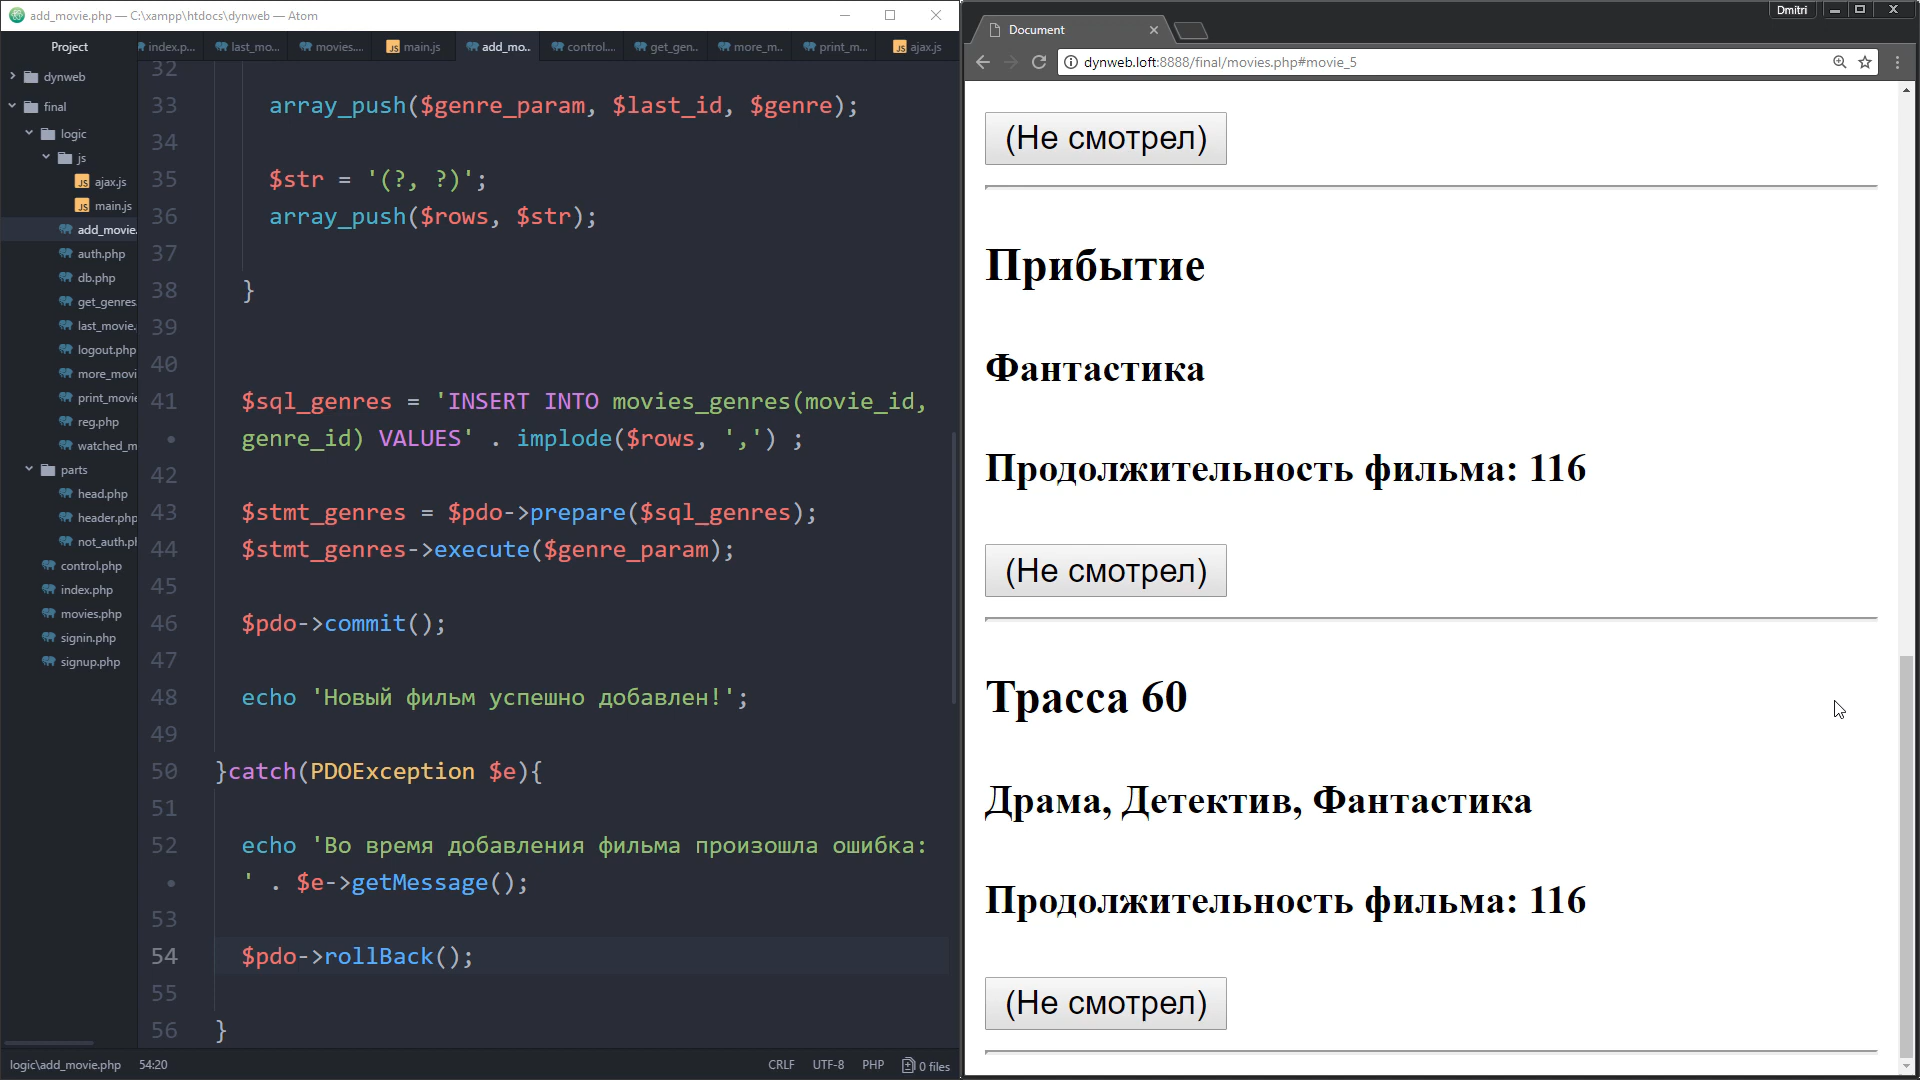 add_movie.php — C:\xampp\htdocs\dynweb — Atom
Project
index.p...
last_mo...
movies....
main.js
add_mo..
control....
get_gen..
more_m..
print_m...
ajax.js
dynweb
final
logic
js
ajax.js
main.js
add_movie.
auth.php
db.php
get_genres
last_movie.
logout.php
more_movi
print_movie
reg.php
watched_m
parts
head.php
header.php
not_auth.pl
control.php
index.php
movies.php
signin.php
signup.php
32
33 array_push($genre_param, $last_id, $genre);
34
35 $str = '(?, ?)';
36 array_push($rows, $str);
37
38 }
39
40
41 $sql_genres = 'INSERT INTO movies_genres(movie_id,
• genre_id) VALUES' . implode($rows, ',') ;
42
43 $stmt_genres = $pdo->prepare($sql_genres);
44 $stmt_genres->execute($genre_param);
45
46 $pdo->commit();
47
48 echo 'Новый фильм успешно добавлен!';
49
50 }catch(PDOException $e){
51
52 echo 'Во время добавления фильма произошла ошибка:
• ' . $e->getMessage();
53
54 $pdo->rollBack();
55
56 }
logic\add_movie.php 54:20
CRLF UTF-8 PHP 0 files
Dmitri
Document
dynweb.loft:8888/final/movies.php#movie_5
(Не смотрел)
Прибытие
Фантастика
Продолжительность фильма: 116
(Не смотрел)
Трасса 60
Драма, Детектив, Фантастика
Продолжительность фильма: 116
(Не смотрел)